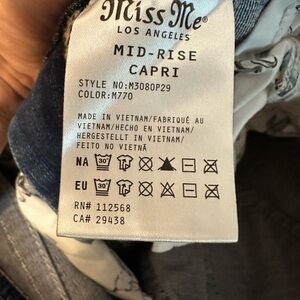 Miss Me®
LOS ANGELES
MID-RISE
CAPRI
STYLE NO:M3080P29
COLOR:M770
MADE IN VIETNAM/FABRIQUÉ AU
VIETNAM/HECHO EN VIETNAM/
HERGESTELLT IN VIETNAM/
FEITO NO VIETNÃ
NA 30°
EU 30°
RN# 112568
CA# 29438